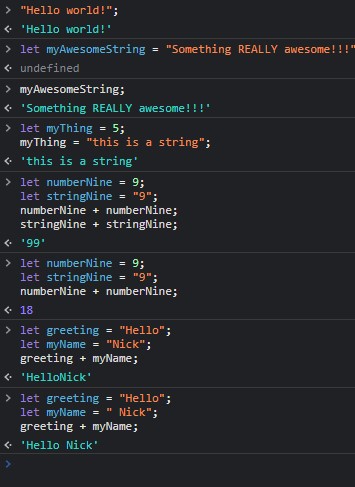 > "Hello world!";
<· 'Hello world!'
> let myAwesomeString = "Something REALLY awesome!!!"
<· undefined
> myAwesomeString;
<· 'Something REALLY awesome!!!'
> let myThing = 5;
myThing = "this is a string";
<· 'this is a string'
> let numberNine = 9;
let stringNine = "9";
numberNine + numberNine;
stringNine + stringNine;
<· '99'
> let numberNine = 9;
let stringNine = "9";
numberNine + numberNine;
<· 18
> let greeting = "Hello";
let myName = "Nick";
greeting + myName;
<· 'HelloNick'
> let greeting = "Hello";
let myName = " Nick";
greeting + myName;
<· 'Hello Nick'
>